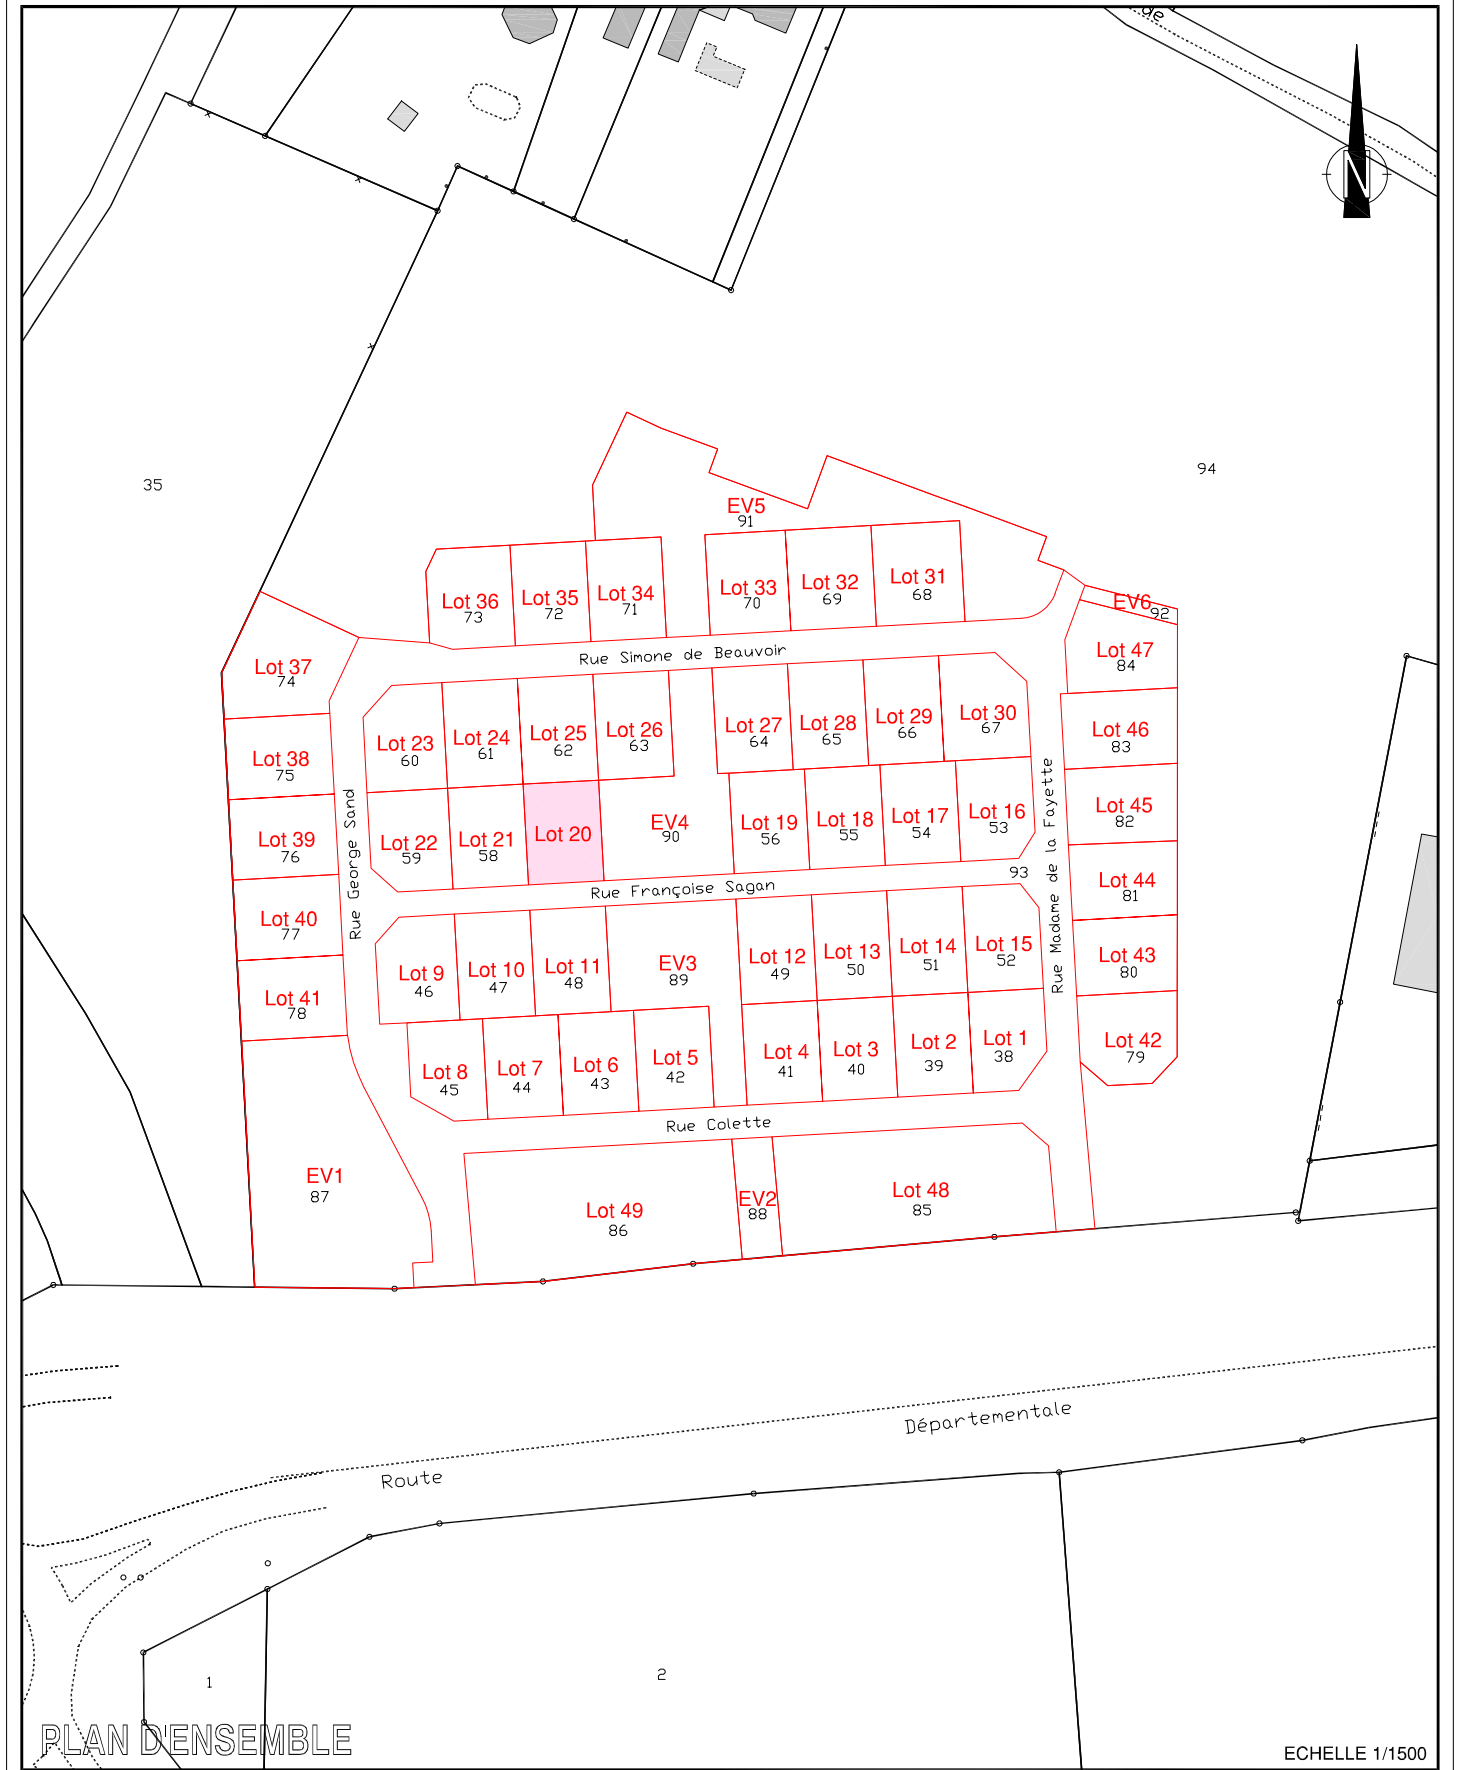 de
N
35
94
EV5
91
EV6
92
Lot 36
73
Lot 35
72
Lot 34
71
Lot 33
70
Lot 32
69
Lot 31
68
Lot 37
74
Rue Simone de Beauvoir
Lot 47
84
Lot 23
60
Lot 24
61
Lot 25
62
Lot 26
63
Lot 27
64
Lot 28
65
Lot 29
66
Lot 30
67
Lot 46
83
Lot 38
75
Rue George Sand
Rue Madame de la Fayette
Lot 39
76
Lot 22
59
Lot 21
58
Lot 20
EV4
90
Lot 19
56
Lot 18
55
Lot 17
54
Lot 16
53
Lot 45
82
Rue Françoise Sagan
93
Lot 44
81
Lot 40
77
Lot 9
46
Lot 10
47
Lot 11
48
EV3
89
Lot 12
49
Lot 13
50
Lot 14
51
Lot 15
52
Lot 43
80
Lot 41
78
Lot 8
45
Lot 7
44
Lot 6
43
Lot 5
42
Lot 4
41
Lot 3
40
Lot 2
39
Lot 1
38
Lot 42
79
Rue Colette
EV1
87
Lot 49
86
EV2
88
Lot 48
85
Route Départementale
1
2
PLAN D'ENSEMBLE
ECHELLE 1/1500